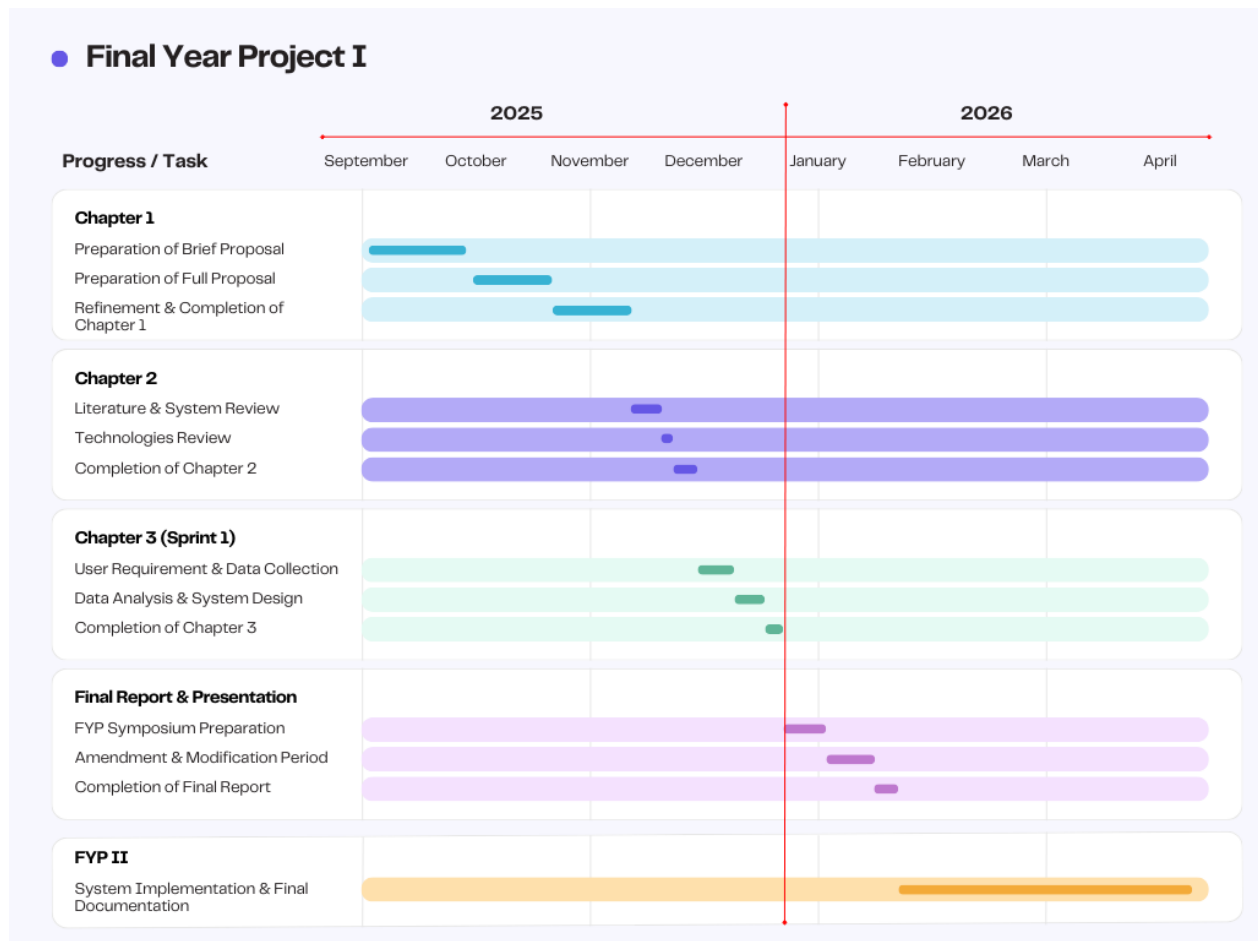 Final Year Project I
2025
2026
Progress / Task
September
October
November
December
January
February
March
April
Chapter 1
Preparation of Brief Proposal
Preparation of Full Proposal
Refinement & Completion of
Chapter 1
Chapter 2
Literature & System Review
Technologies Review
Completion of Chapter 2
Chapter 3 (Sprint 1)
User Requirement & Data Collection
Data Analysis & System Design
Completion of Chapter 3
Final Report & Presentation
FYP Symposium Preparation
Amendment & Modification Period
Completion of Final Report
FYP II
System Implementation & Final
Documentation